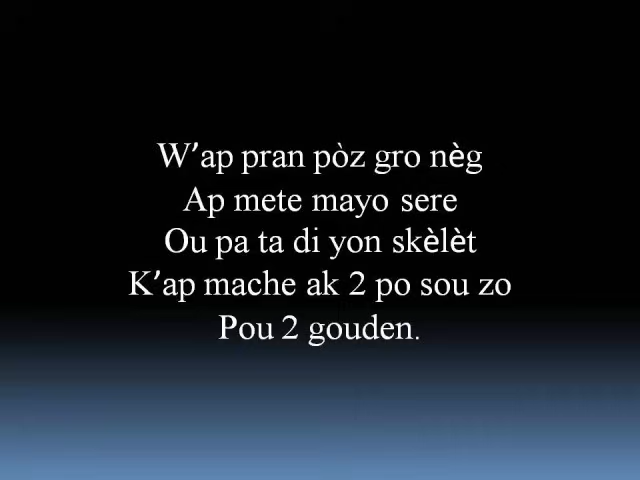 W’ap pran pòz gro nèg
Ap mete mayo sere
Ou pa ta di yon skèlèt
K’ap mache ak 2 po sou zo
Pou 2 gouden.